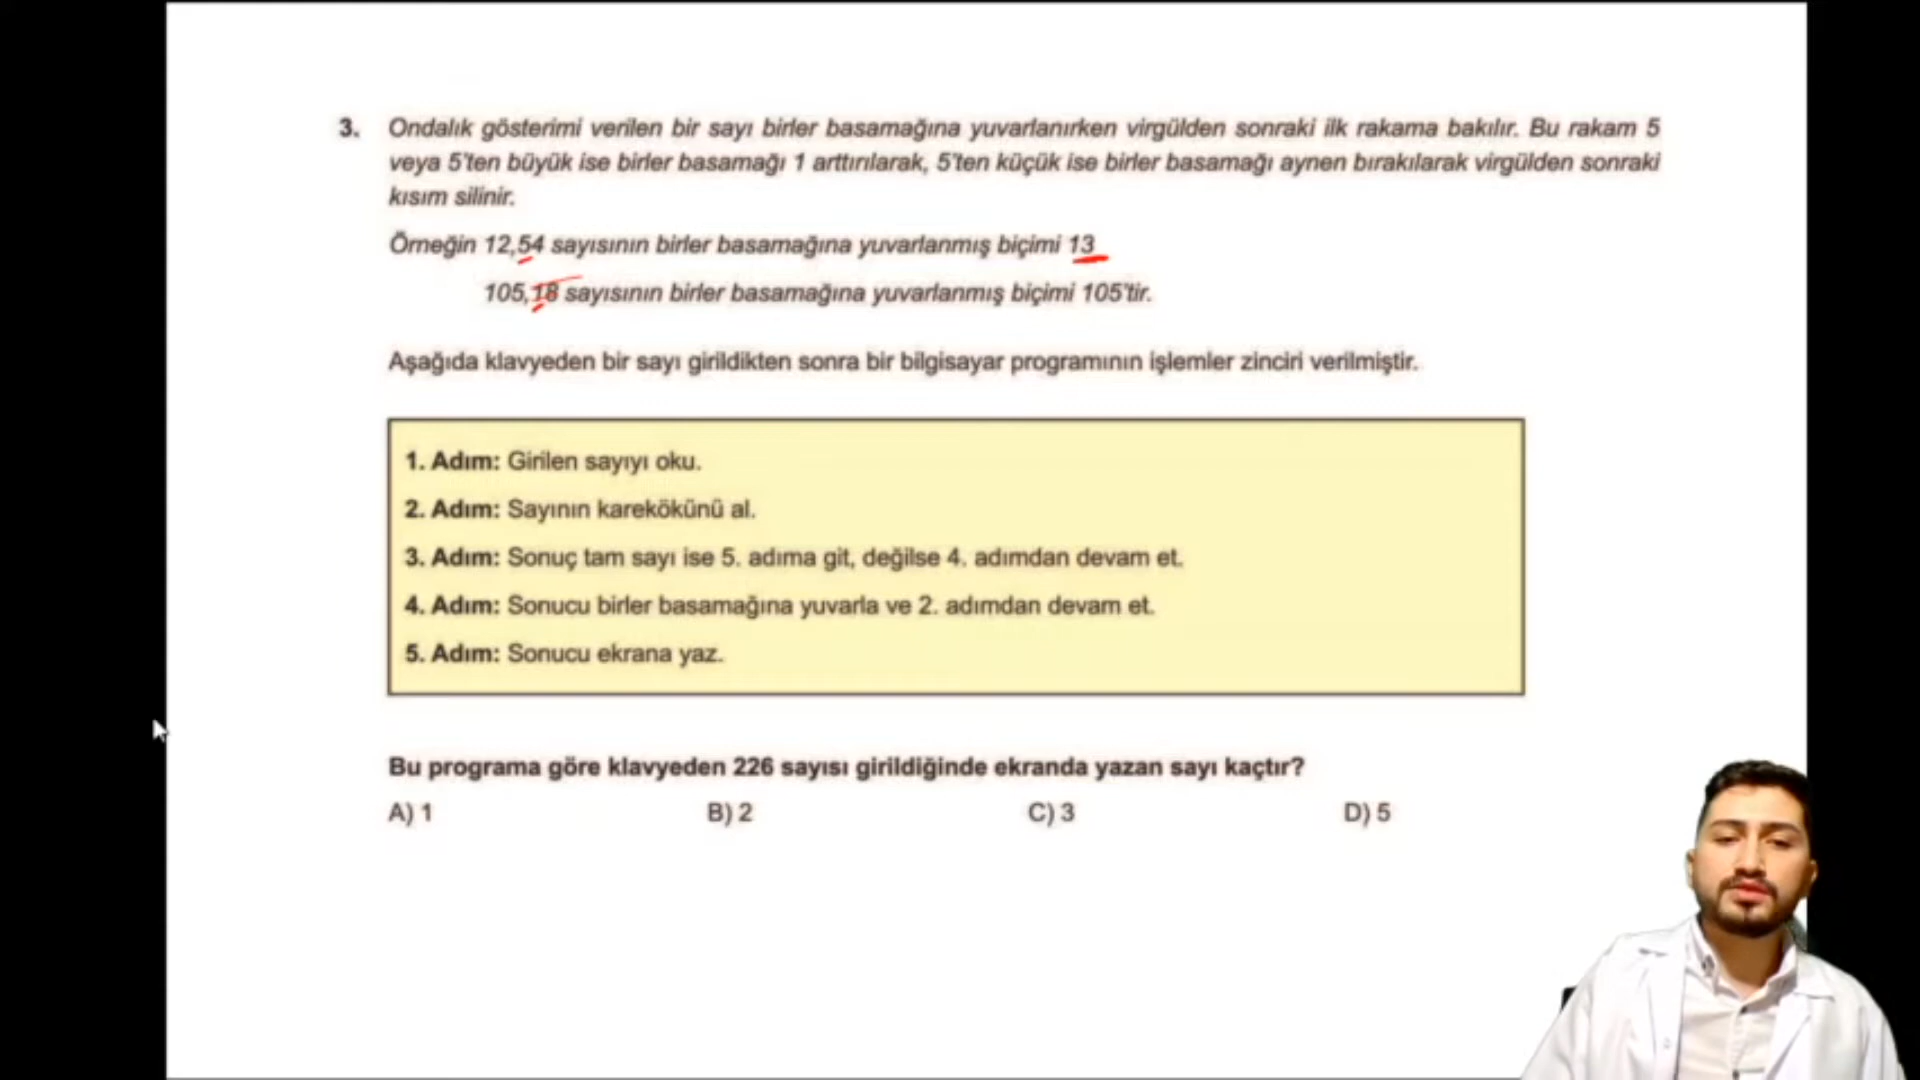 3. Ondalık gösterimi verilen bir sayı birler basamağına yuvarlanırken virgülden sonraki ilk rakama bakılır. Bu rakam 5
veya 5'ten büyük ise birler basamağı 1 arttırılarak, 5'ten küçük ise birler basamağı aynen bırakılarak virgülden sonraki
kısım silinir.
Örneğin 12,54 sayısının birler basamağına yuvarlanmış biçimi 13
105,18 sayısının birler basamağına yuvarlanmış biçimi 105'tir.
Aşağıda klavyeden bir sayı girildikten sonra bir bilgisayar programının işlemler zinciri verilmiştir.
1. Adım: Girilen sayıyı oku.
2. Adım: Sayının karekökünü al.
3. Adım: Sonuç tam sayı ise 5. adıma git, değilse 4. adımdan devam et.
4. Adım: Sonucu birler basamağına yuvarla ve 2. adımdan devam et.
5. Adım: Sonucu ekrana yaz.
Bu programa göre klavyeden 226 sayısı girildiğinde ekranda yazan sayı kaçtır?
A) 1 B) 2 C) 3 D) 5